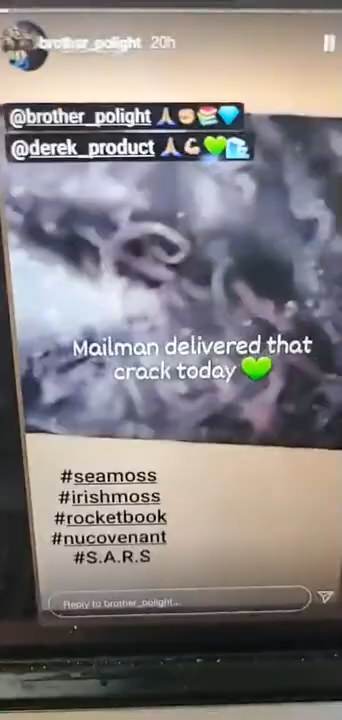 brother_polight 20h
@brother_polight
@derek_product
Mailman delivered that
crack today
#seamoss
#irishmoss
#rocketbook
#nucovenant
#S.A.R.S
Reply to brother_polight...